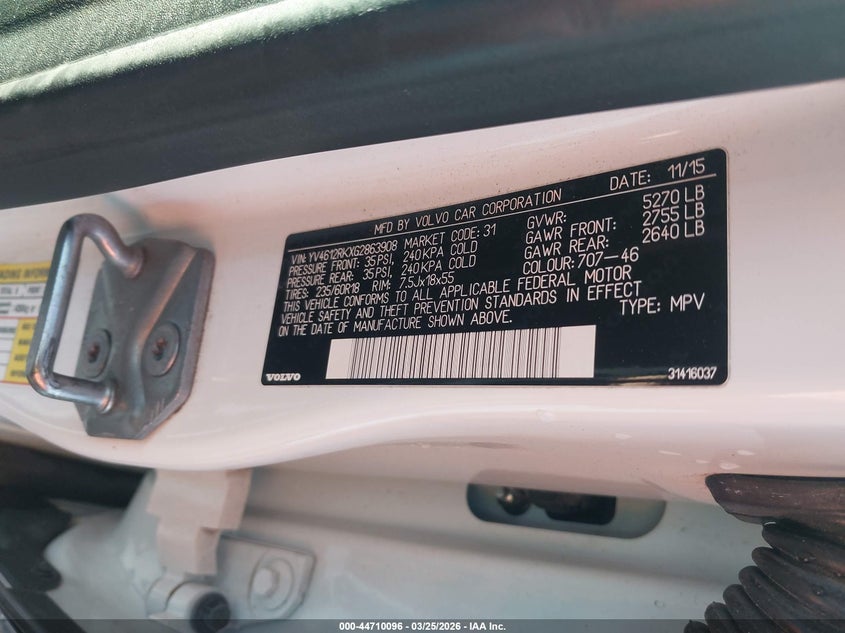 MFD BY VOLVO CAR CORPORATION DATE: 11/15
VIN: YV4612RKXG2863908 MARKET CODE: 31 GVWR: 5270 LB
PRESSURE FRONT: 35PSI, 240KPA COLD GAWR FRONT: 2755 LB
PRESSURE REAR: 35PSI, 240KPA COLD GAWR REAR: 2640 LB
TIRES: 235/60R18 RIM: 7.5Jx18x55 COLOUR: 707-46
THIS VEHICLE CONFORMS TO ALL APPLICABLE FEDERAL MOTOR
VEHICLE SAFETY AND THEFT PREVENTION STANDARDS IN EFFECT
ON THE DATE OF MANUFACTURE SHOWN ABOVE. TYPE: MPV
VOLVO 31416037
000-44710096 - 03/25/2026 - IAA Inc.